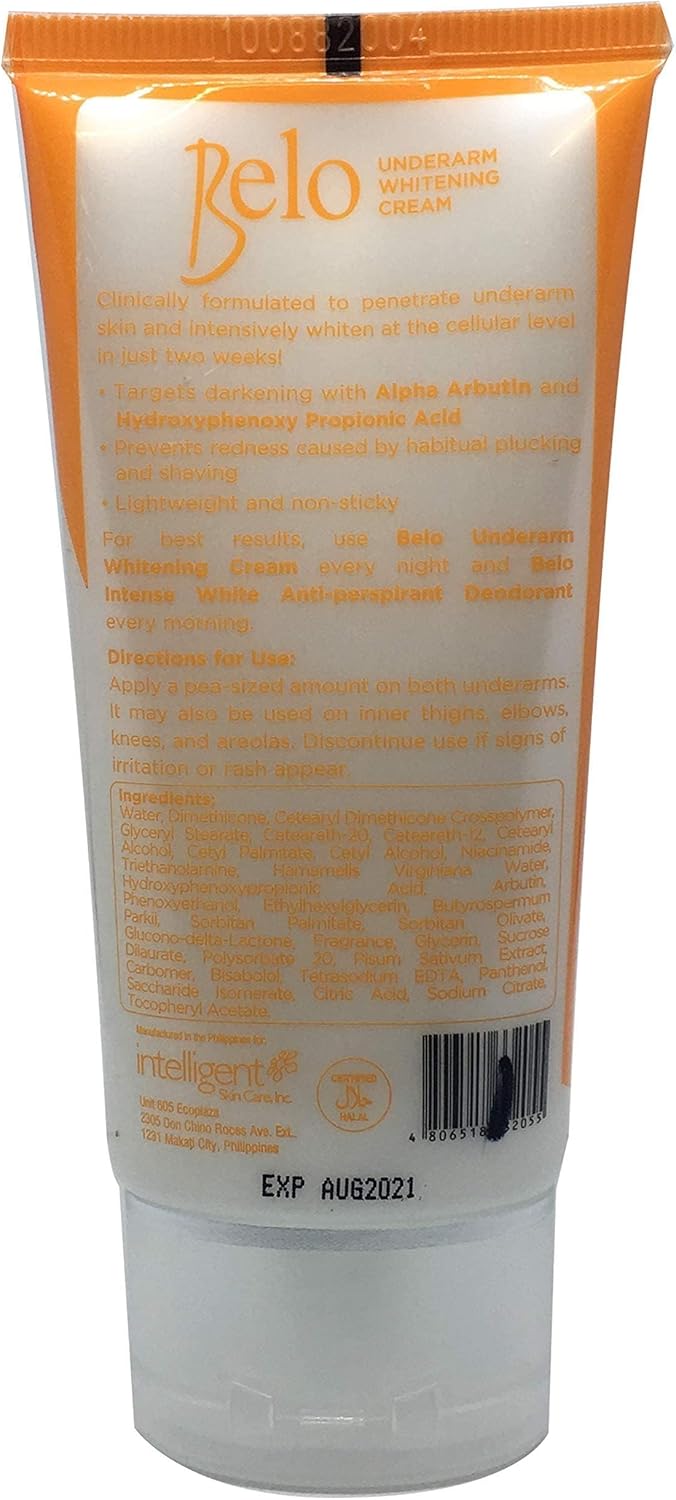 100882004
Belo
UNDERARM
WHITENING
CREAM
Clinically formulated to penetrate underarm
skin and intensively whiten at the cellular level
in just two weeks!
• Targets darkening with Alpha Arbutin and
Hydroxyphenoxy Propionic Acid
• Prevents redness caused by habitual plucking
and shaving
• Lightweight and non-sticky
For best results, use Belo Underarm
Whitening Cream every night and Belo
Intense White Anti-perspirant Deodorant
every morning.
Directions for Use:
Apply a pea-sized amount on both underarms.
It may also be used on inner thighs, elbows,
knees, and areolas. Discontinue use if signs of
irritation or rash appear.
Ingredients:
Water, Dimethicone, Cetearyl Dimethicone Crosspolymer,
Glyceryl Stearate, Ceteareth-20, Ceteareth-12, Cetearyl
Alcohol, Cetyl Palmitate, Cetyl Alcohol, Niacinamide,
Triethanolamine, Hamamelis Virginiana Water,
Hydroxyphenoxypropionic Acid, Arbutin,
Phenoxyethanol, Ethylhexylglycerin, Butyrospermum
Parkii, Sorbitan Palmitate, Sorbitan Olivate,
Glucono-delta-Lactone, Fragrance, Glycerin, Sucrose
Dilaurate, Polysorbate 20, Pisum Sativum Extract,
Carbomer, Bisabolol, Tetrasodium EDTA, Panthenol,
Saccharide Isomerate, Citric Acid, Sodium Citrate,
Tocopheryl Acetate.
Manufactured in the Philippines for:
intelligent
Skin Care, Inc.
Unit 605 Ecoplaza
2305 Don Chino Roces Ave. Ext.
1231 Makati City, Philippines
CERTIFIED
حلال
HALAL
4 806518 32055
EXP AUG2021